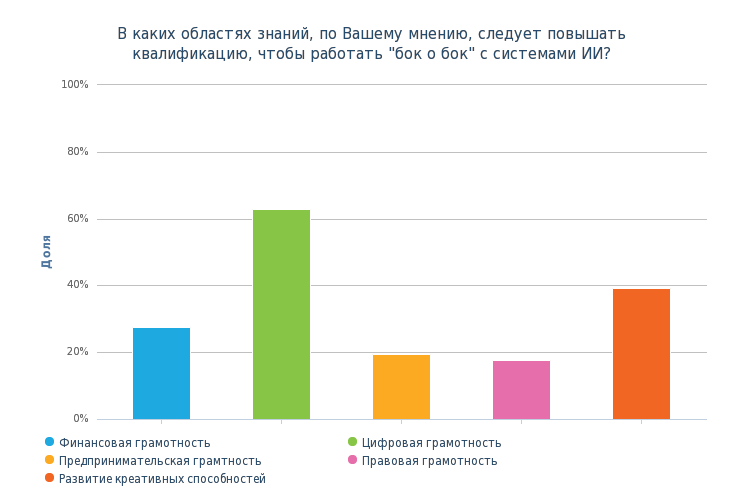 В каких областях знаний, по Вашему мнению, следует повышать
квалификацию, чтобы работать "бок о бок" с системами ИИ?
100%
80%
60%
40%
20%
0%
Доля
Финансовая грамотность
Цифровая грамотность
Предпринимательская грамтность
Правовая грамотность
Развитие креативных способностей